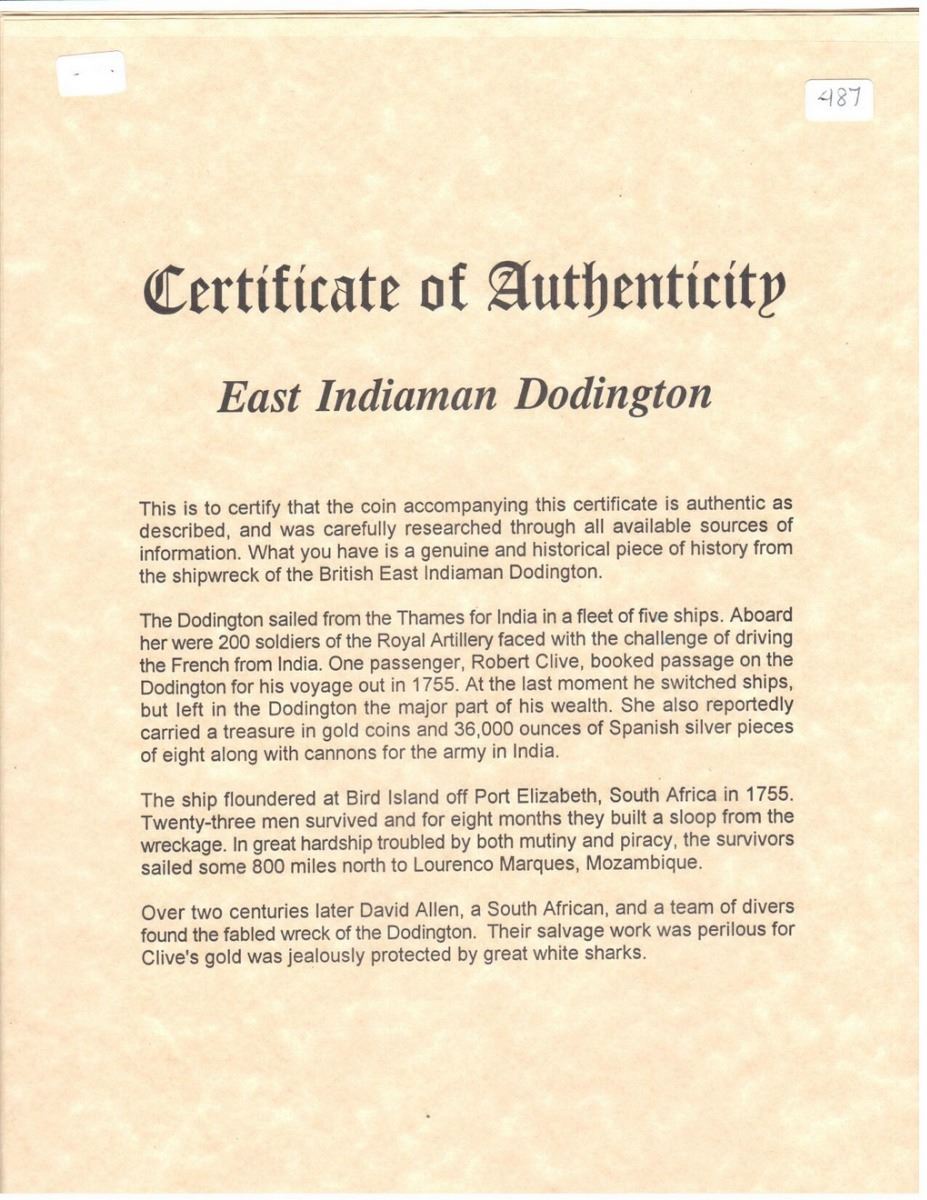 487
Certificate of Authenticity
East Indiaman Dodington
This is to certify that the coin accompanying this certificate is authentic as
described, and was carefully researched through all available sources of
information. What you have is a genuine and historical piece of history from
the shipwreck of the British East Indiaman Dodington.
The Dodington sailed from the Thames for India in a fleet of five ships. Aboard
her were 200 soldiers of the Royal Artillery faced with the challenge of driving
the French from India. One passenger, Robert Clive, booked passage on the
Dodington for his voyage out in 1755. At the last moment he switched ships,
but left in the Dodington the major part of his wealth. She also reportedly
carried a treasure in gold coins and 36,000 ounces of Spanish silver pieces
of eight along with cannons for the army in India.
The ship floundered at Bird Island off Port Elizabeth, South Africa in 1755.
Twenty-three men survived and for eight months they built a sloop from the
wreckage. In great hardship troubled by both mutiny and piracy, the survivors
sailed some 800 miles north to Lourenco Marques, Mozambique.
Over two centuries later David Allen, a South African, and a team of divers
found the fabled wreck of the Dodington. Their salvage work was perilous for
Clive's gold was jealously protected by great white sharks.